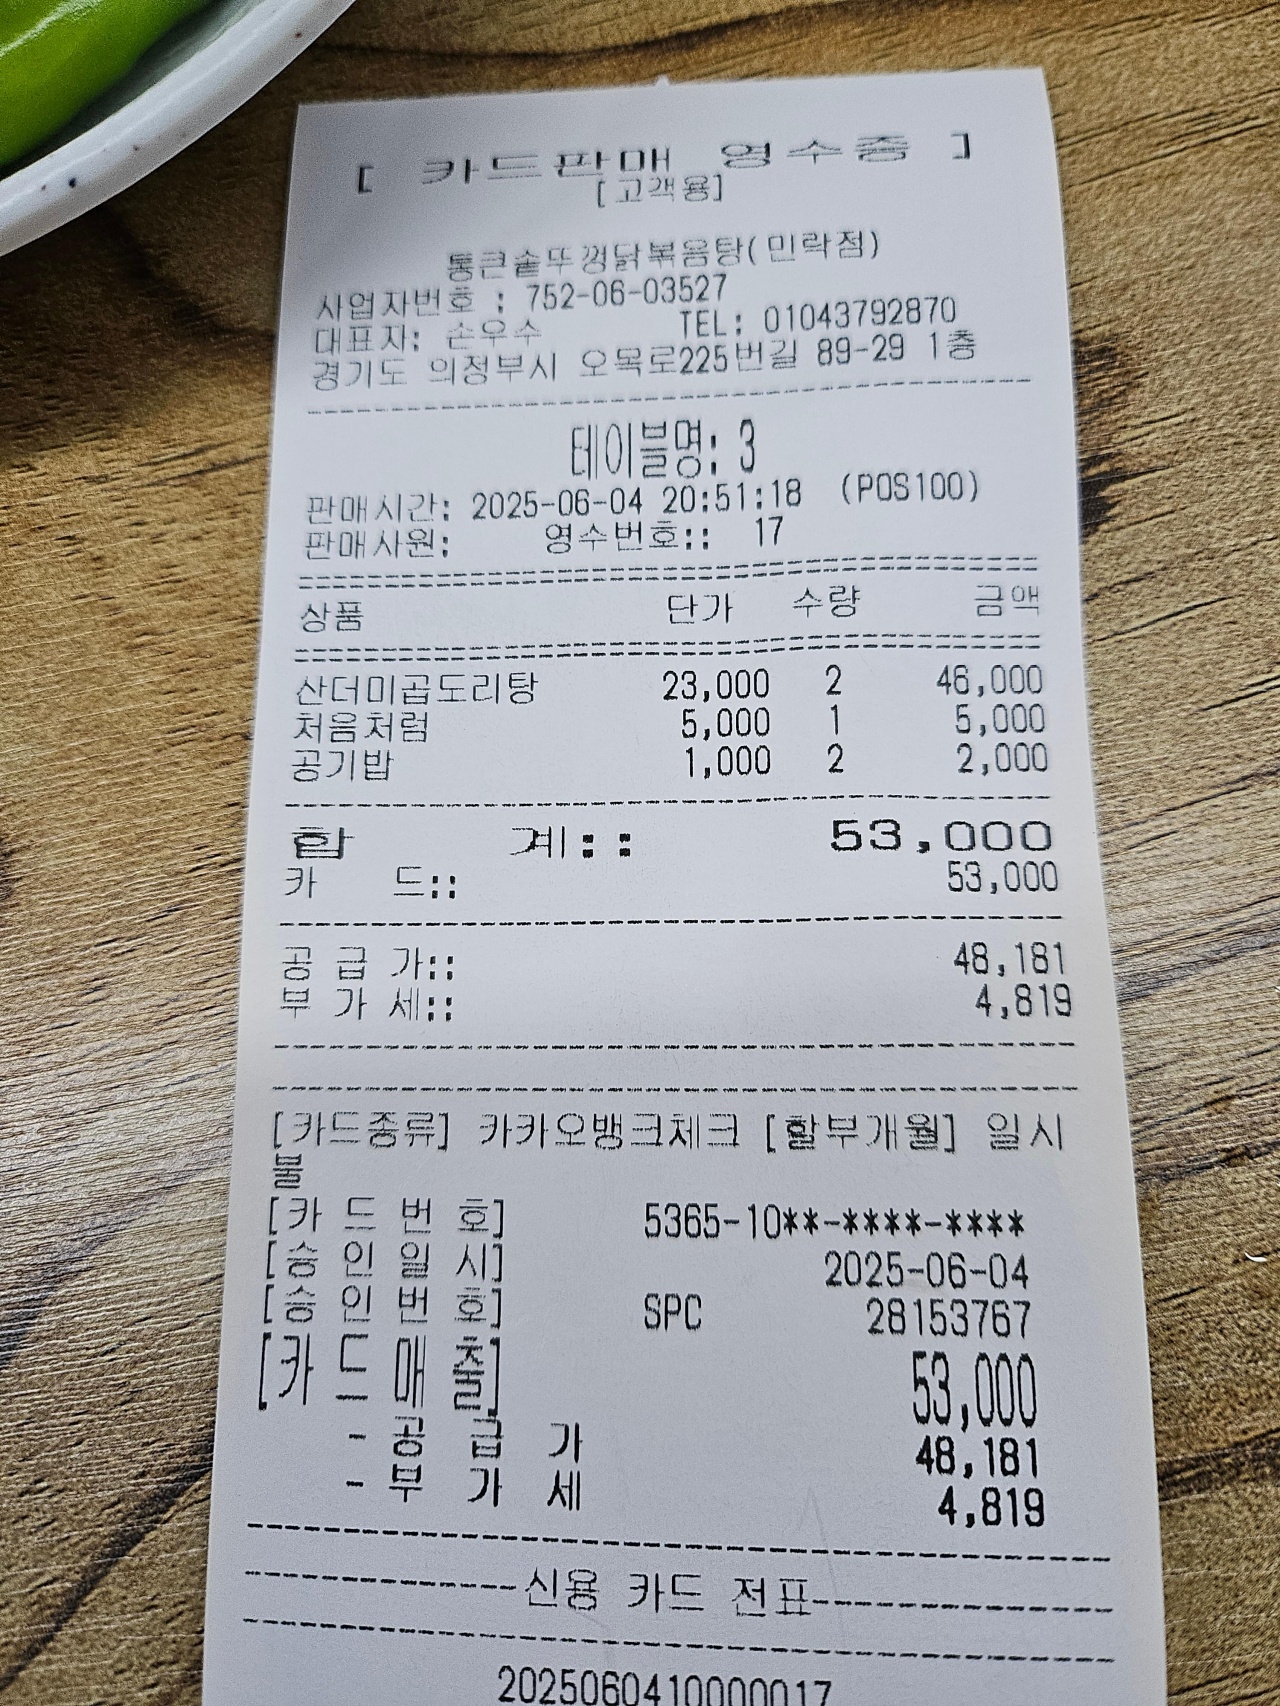 [ 카드판매 영수증 ]
[고객용]
통큰솥뚜껑닭볶음탕(민락점)
사업자번호 : 752-06-03527
대표자: 손우수 TEL: 01043792870
경기도 의정부시 오목로225번길 89-29 1층
테이블명: 3
판매시간: 2025-06-04 20:51:18 (POS100)
판매사원: 영수번호:: 17
상품 단가 수량 금액
산더미곱도리탕 23,000 2 46,000
처음처럼 5,000 1 5,000
공기밥 1,000 2 2,000
합 계:: 53,000
카 드:: 53,000
공 급 가:: 48,181
부 가 세:: 4,819
[카드종류] 카카오뱅크체크 [할부개월] 일시
불
[카 드 번 호] 5365-10**-****-****
[승 인 일 시] 2025-06-04
[승 인 번 호] SPC 28153767
[카 드 매 출] 53,000
- 공 급 가 48,181
- 부 가 세 4,819
------------신용 카드 전표------------
2025060410000017